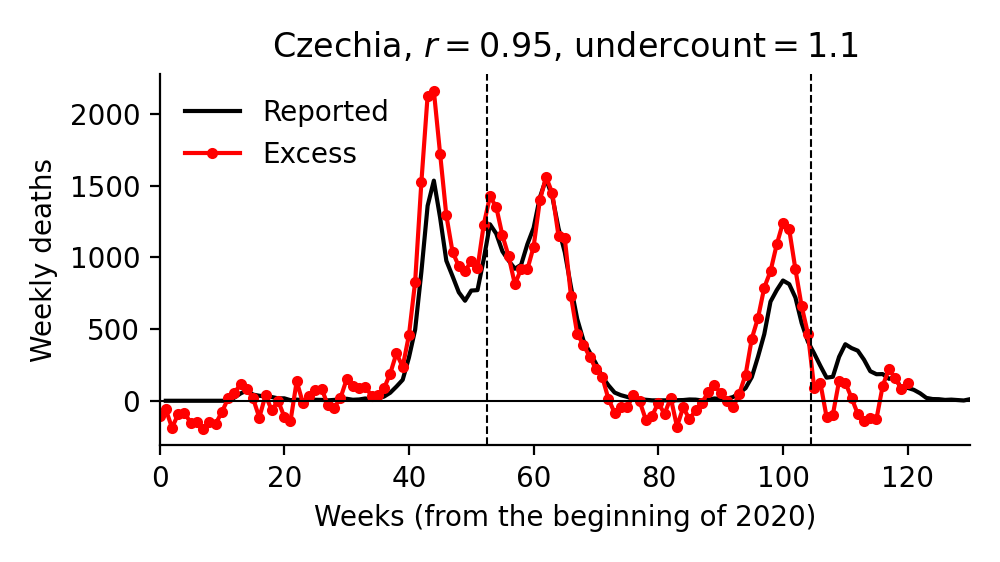 Czechia, r = 0.95, undercount = 1.1
Reported
Excess
Weekly deaths
2000
1500
1000
500
0
0 20 40 60 80 100 120
Weeks (from the beginning of 2020)